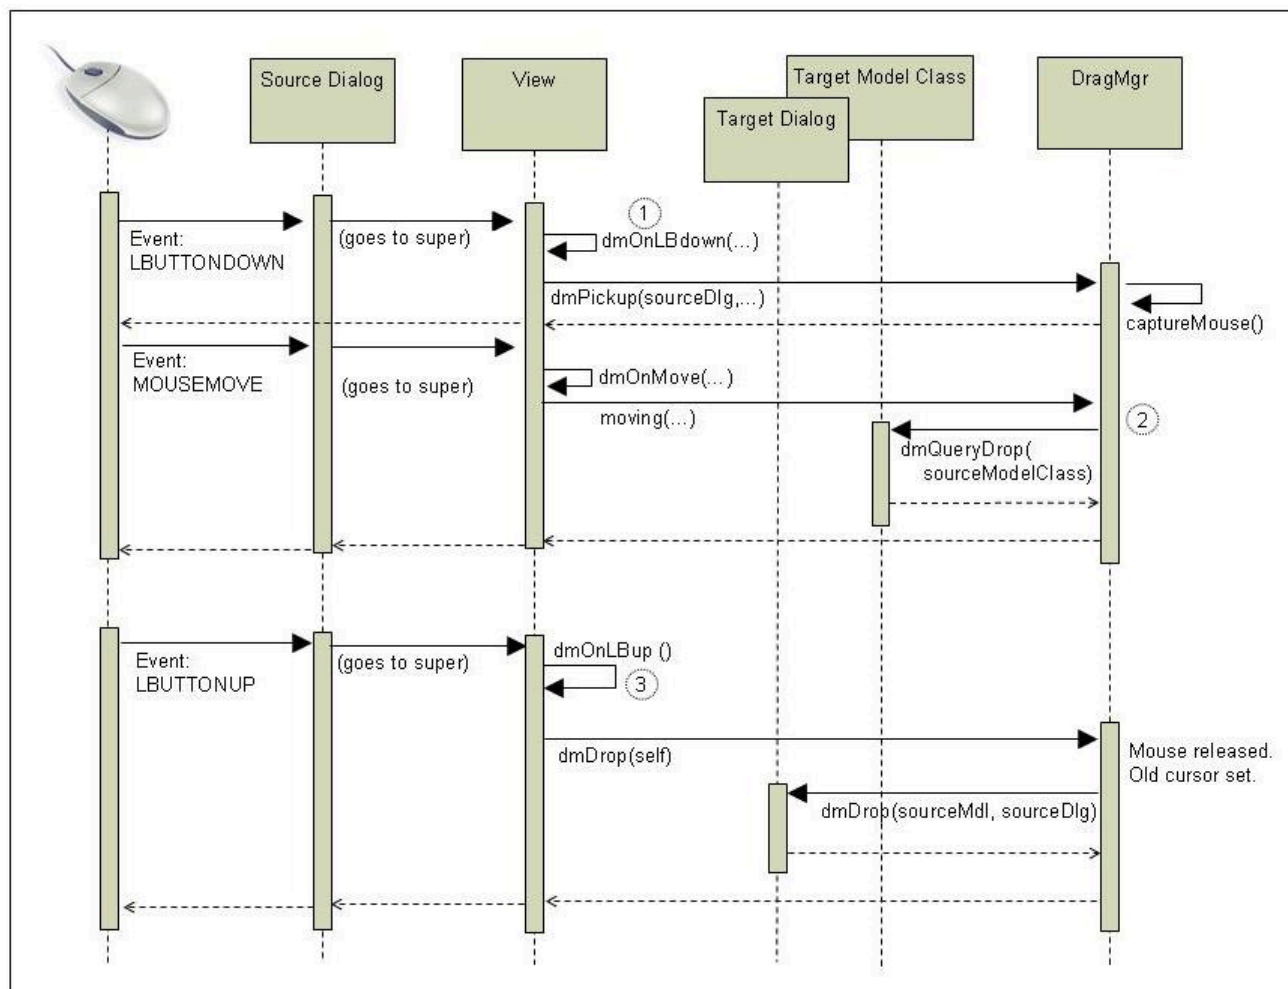 Source Dialog
View
Target Model Class
Target Dialog
DragMgr
Event:
LBUTTONDOWN
(goes to super)
1
dmOnLBdown(...)
dmPickup(sourceDlg,...)
captureMouse()
Event:
MOUSEMOVE
(goes to super)
dmOnMove(...)
moving(...)
2
dmQueryDrop(
sourceModelClass)
Event:
LBUTTONUP
(goes to super)
dmOnLBup ()
3
dmDrop(self)
Mouse released.
Old cursor set.
dmDrop(sourceMdl, sourceDlg)